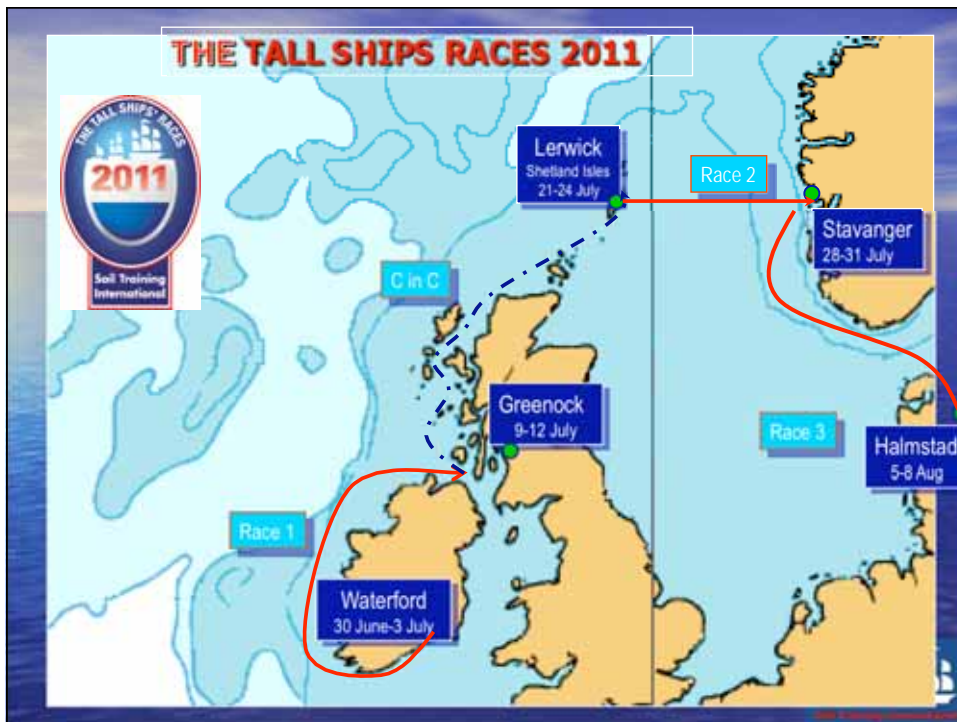 THE TALL SHIPS RACES 2011
THE TALL SHIPS' RACES
2011
Sail Training
International
Lerwick
Shetland Isles
21-24 July
Race 2
Stavanger
28-31 July
C in C
Greenock
9-12 July
Race 3
Halmstad
5-8 Aug
Race 1
Waterford
30 June-3 July